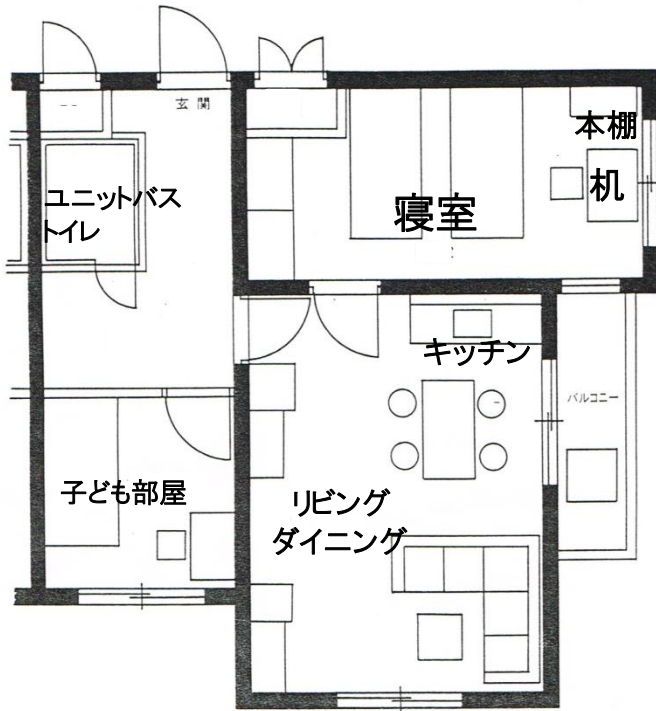 玄関
本棚
机
ユニットバス
トイレ
寝室
キッチン
バルコニー
子ども部屋
リビング
ダイニング